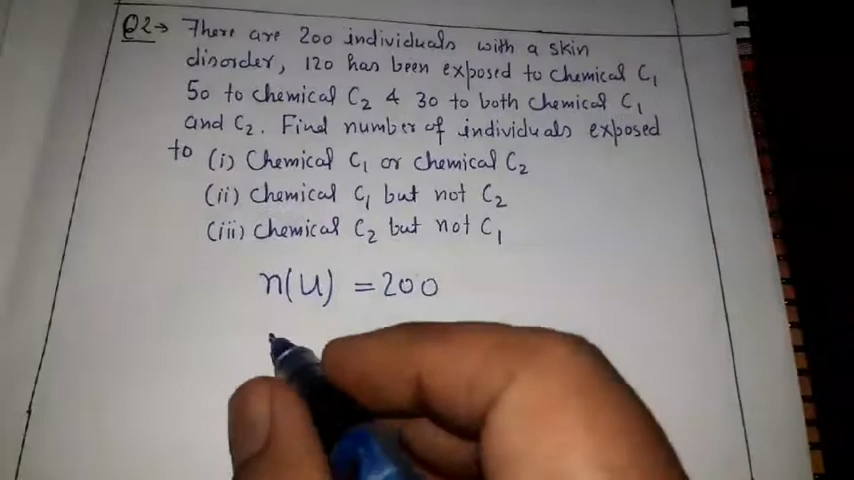 Q2→ There are 200 individuals with a skin
disorder, 120 has been exposed to chemical C₁
50 to chemical C₂ & 30 to both chemical C₁
and C₂. Find number of individuals exposed
to (i) Chemical C₁ or chemical C₂
(ii) Chemical C₁ but not C₂
(iii) Chemical C₂ but not C₁
n(U) = 200